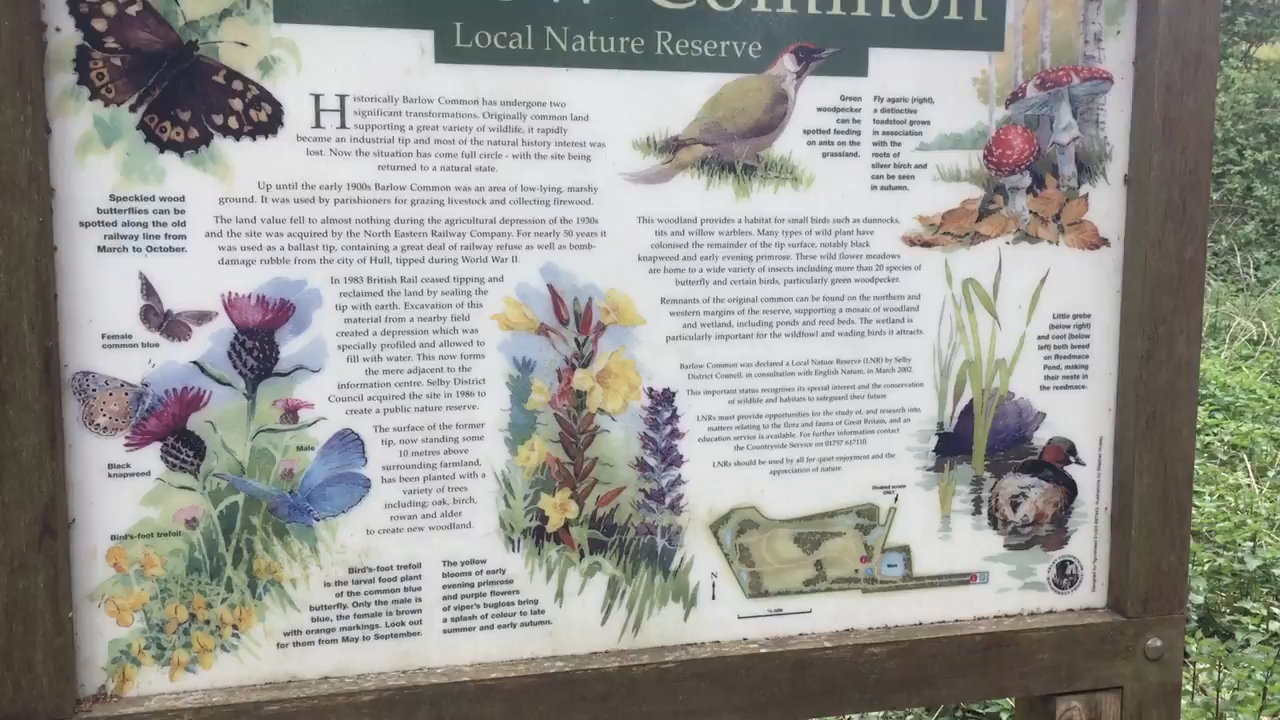 Common
Local Nature Reserve
Historically Barlow Common has undergone two
significant transformations. Originally common land
supporting a great variety of wildlife, it rapidly
became an industrial tip and most of the natural history interest was
lost. Now the situation has come full circle - with the site being
returned to a natural state.
Up until the early 1900s Barlow Common was an area of low-lying, marshy
ground. It was used by parishioners for grazing livestock and collecting firewood.
The land value fell to almost nothing during the agricultural depression of the 1930s
and the site was acquired by the North Eastern Railway Company. For nearly 50 years it
was used as a ballast tip, containing a great deal of railway refuse as well as bomb-
damage rubble from the city of Hull, tipped during World War II.
In 1983 British Rail ceased tipping and
reclaimed the land by sealing the
tip with earth. Excavation of this
material from a nearby field
created a depression which was
specially profiled and allowed to
fill with water. This now forms
the mere adjacent to the
information centre. Selby District
Council acquired the site in 1986 to
create a public nature reserve.
The surface of the former
tip, now standing some
10 metres above
surrounding farmland,
has been planted with a
variety of trees
including; oak, birch,
rowan and alder
to create new woodland.
Speckled wood
butterflies can be
spotted along the old
railway line from
March to October.
Female
common blue
Black
knapweed
Male
Bird's-foot trefoil
Bird's-foot trefoil
is the larval food plant
of the common blue
butterfly. Only the male is
blue, the female is brown
with orange markings. Look out
for them from May to September.
The yellow
blooms of early
evening primrose
and purple flowers
of viper's bugloss bring
a splash of colour to late
summer and early autumn.
Green
woodpecker
can be
spotted feeding
on ants on the
grassland.
Fly agaric (right),
a distinctive
toadstool grows
in association
with the
roots of
silver birch and
can be seen
in autumn.
This woodland provides a habitat for small birds such as dunnocks,
tits and willow warblers. Many types of wild plant have
colonised the remainder of the tip surface, notably black
knapweed and early evening primrose. These wild flower meadows
are home to a wide variety of insects including more than 20 species of
butterfly and certain birds, particularly green woodpecker.
Remnants of the original common can be found on the northern and
western margins of the reserve, supporting a mosaic of woodland
and wetland, including ponds and reed beds. The wetland is
particularly important for the wildfowl and wading birds it attracts.
Barlow Common was declared a Local Nature Reserve (LNR) by Selby
District Council, in consultation with English Nature, in March 2002.
This important status recognises its special interest and the conservation
of wildlife and habitats to safeguard their future
LNRs must provide opportunities for the study of, and research into,
matters relating to the flora and fauna of Great Britain, and an
education service is available. For further information contact
the Countryside Service on 01757 617110.
LNRs should be used by all for quiet enjoyment and the
appreciation of nature.
Little grebe
(below right)
and coot (below
left) both breed
on Reedmace
Pond, making
their nests in
the reedmace.
Disabled access
ONLY
Mere
N
¼ mile